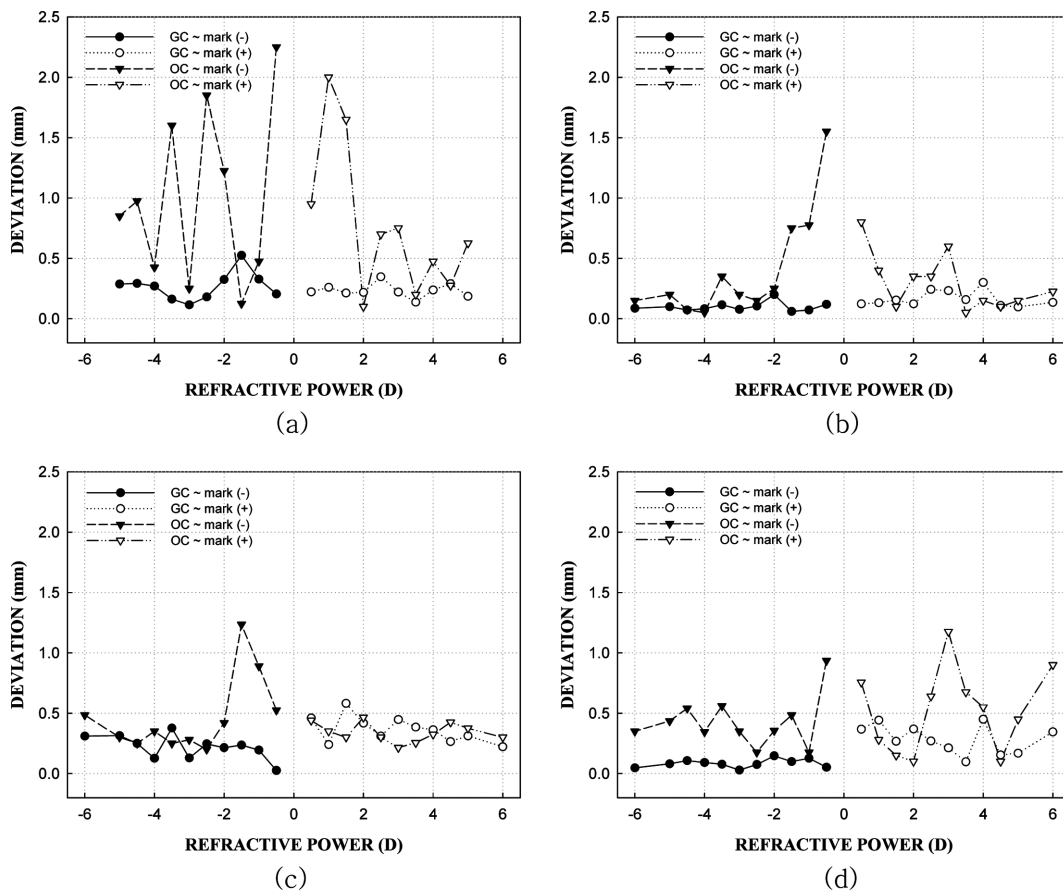 2.5
2.0
1.5
1.0
0.5
0.0
DEVIATION (mm)
GC ~ mark (-)
GC ~ mark (+)
OC ~ mark (-)
OC ~ mark (+)
-6 -4 -2 0 2 4 6
REFRACTIVE POWER (D)
(a)
2.5
2.0
1.5
1.0
0.5
0.0
DEVIATION (mm)
GC ~ mark (-)
GC ~ mark (+)
OC ~ mark (-)
OC ~ mark (+)
-6 -4 -2 0 2 4 6
REFRACTIVE POWER (D)
(b)
2.5
2.0
1.5
1.0
0.5
0.0
DEVIATION (mm)
GC ~ mark (-)
GC ~ mark (+)
OC ~ mark (-)
OC ~ mark (+)
-6 -4 -2 0 2 4 6
REFRACTIVE POWER (D)
(c)
2.5
2.0
1.5
1.0
0.5
0.0
DEVIATION (mm)
GC ~ mark (-)
GC ~ mark (+)
OC ~ mark (-)
OC ~ mark (+)
-6 -4 -2 0 2 4 6
REFRACTIVE POWER (D)
(d)